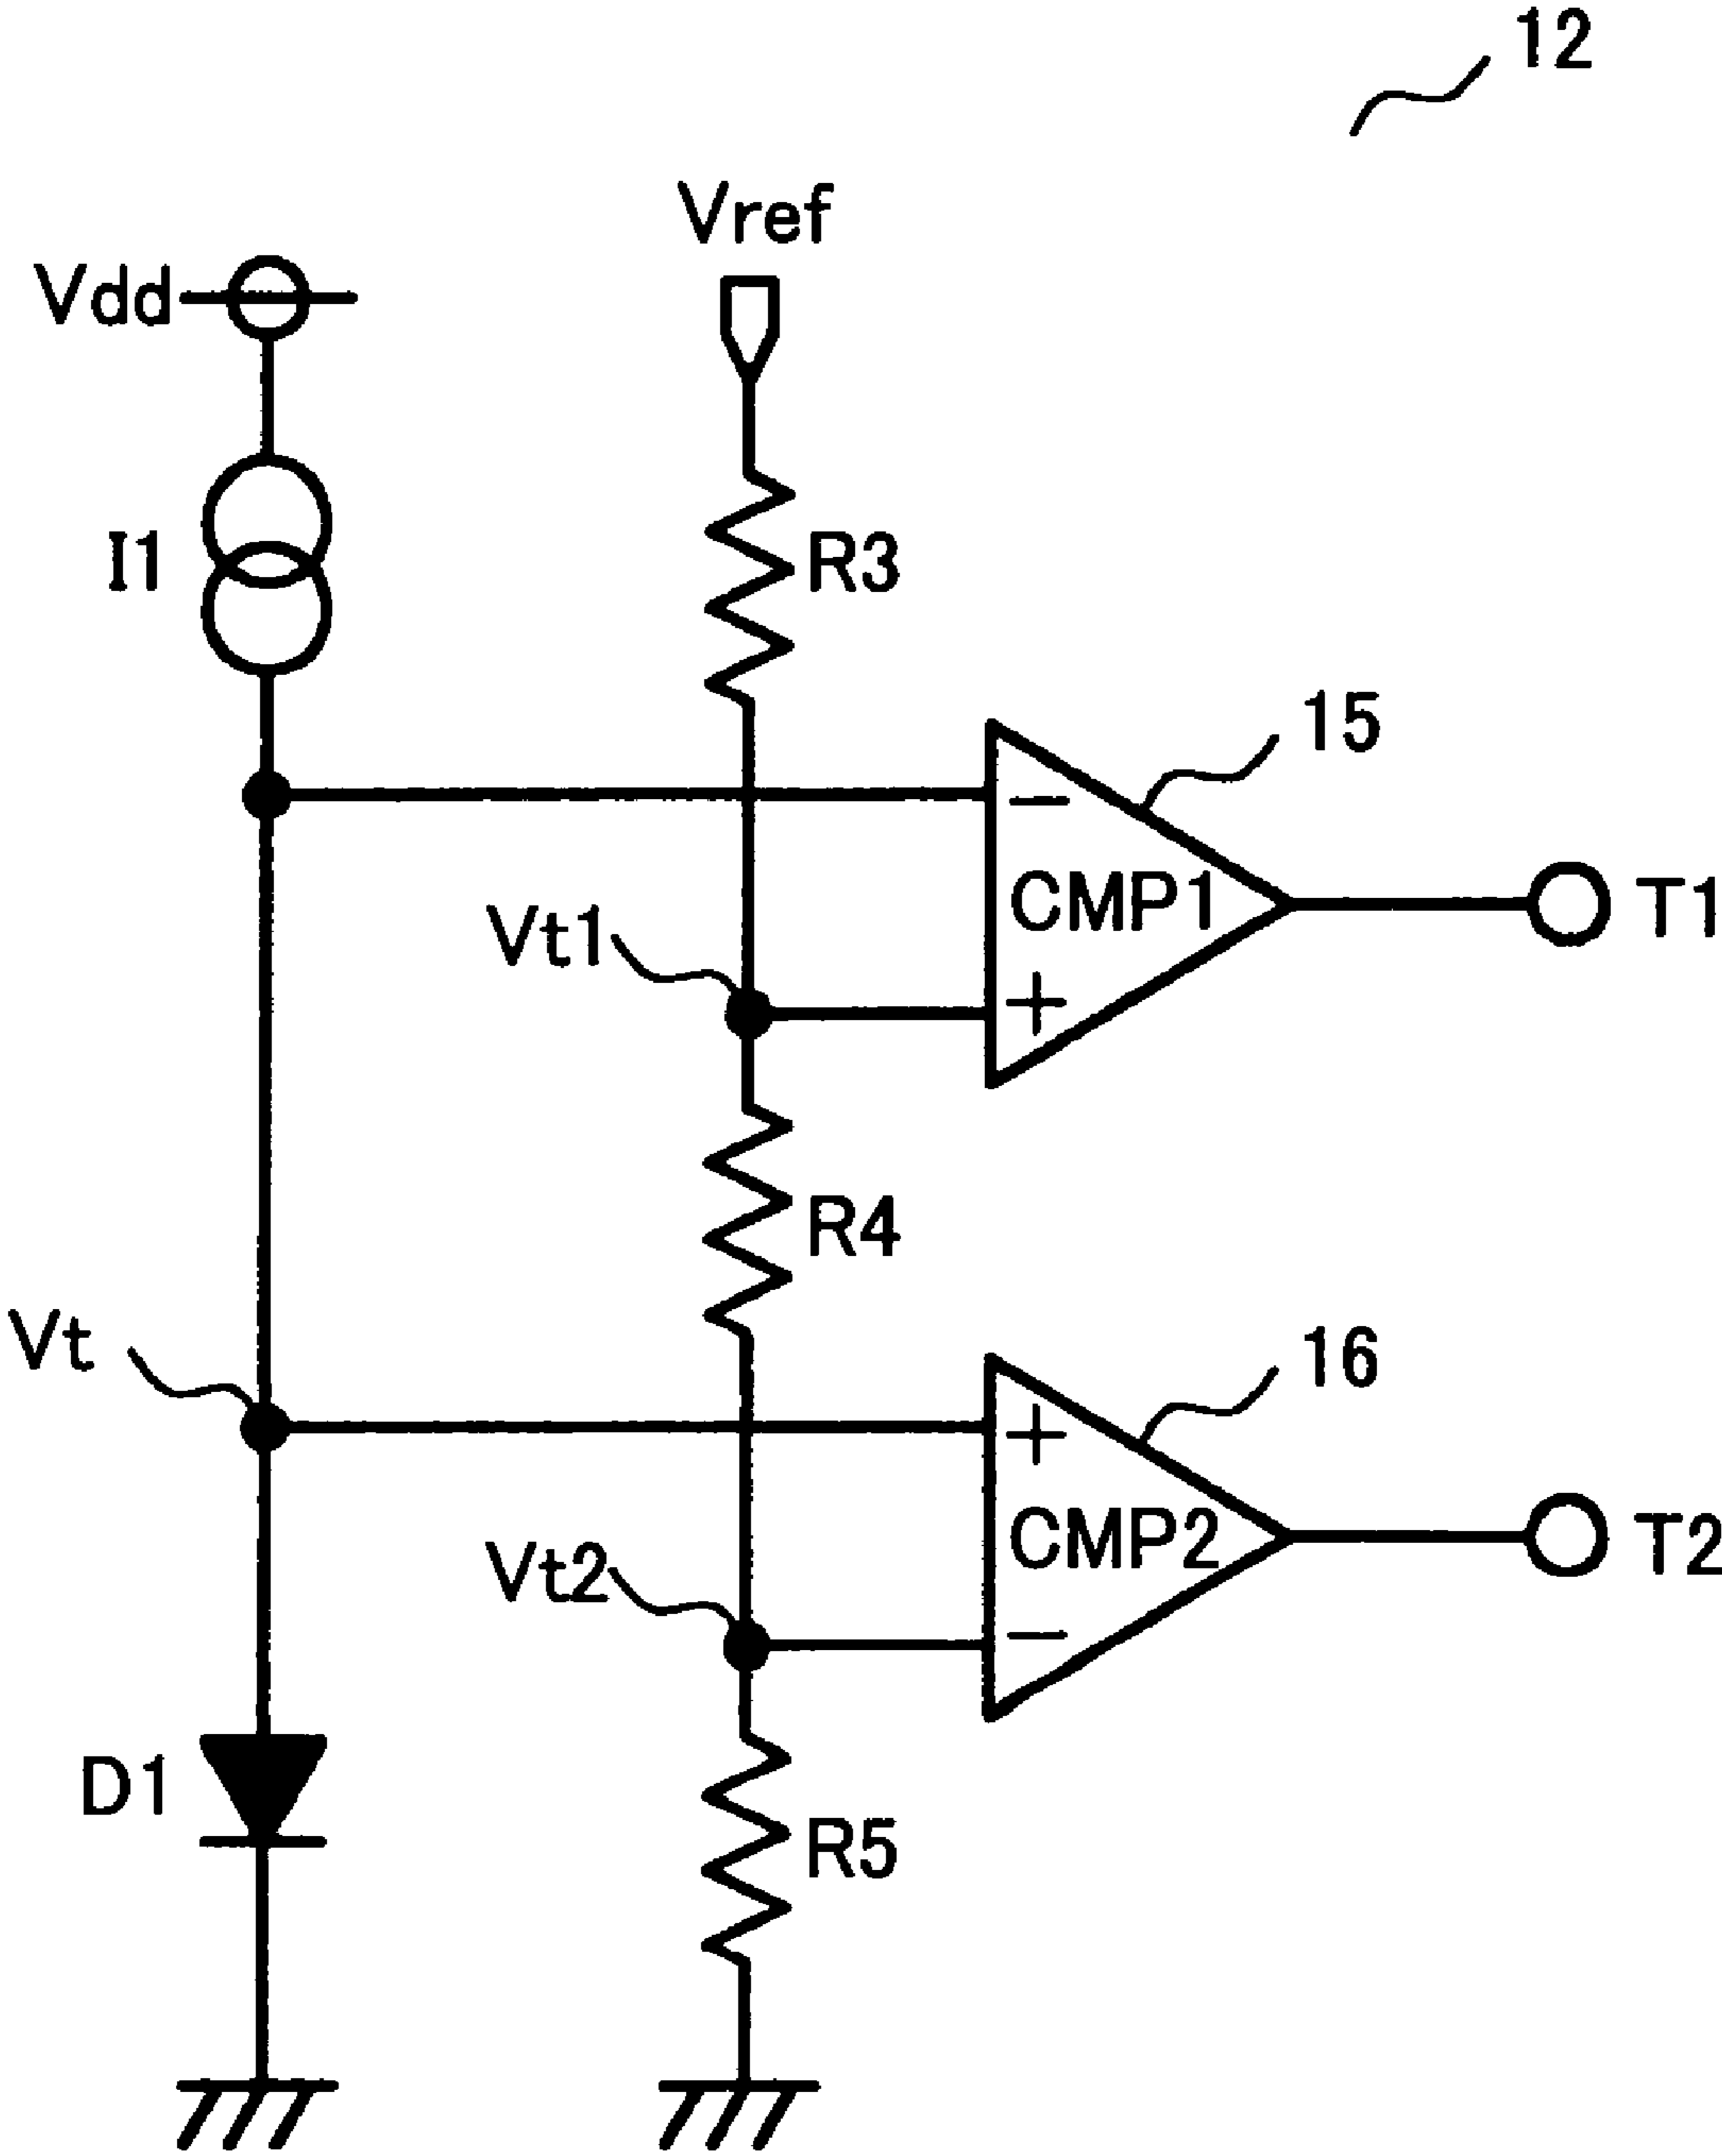 12
Vref
Vdd
I1
R3
15
−
CMP1
T1
Vt1
+
R4
Vt
16
+
CMP2
T2
Vt2
−
D1
R5